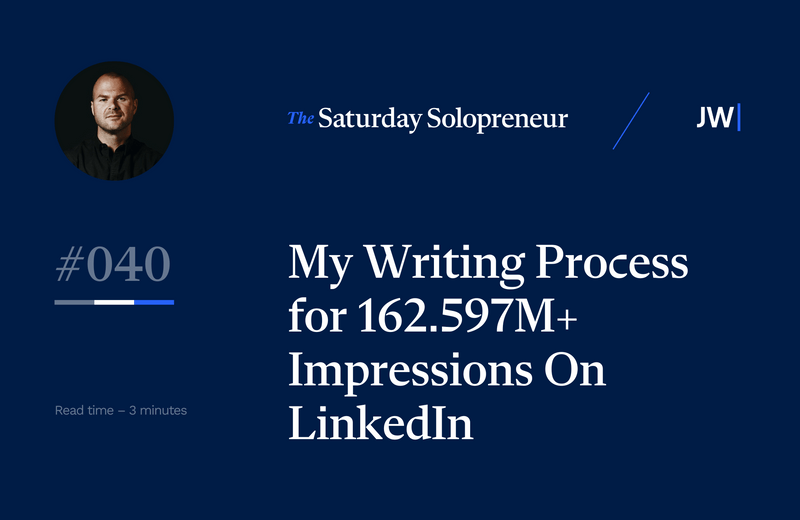 The Saturday Solopreneur
JW
#040
My Writing Process
for 162.597M+
Impressions On
LinkedIn
Read time – 3 minutes